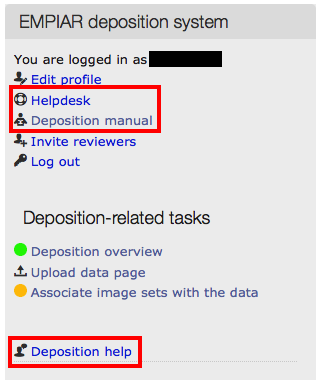 EMPIAR deposition system
You are logged in as
Edit profile
Helpdesk
Deposition manual
Invite reviewers
Log out
Deposition-related tasks
Deposition overview
Upload data page
Associate image sets with the data
Deposition help